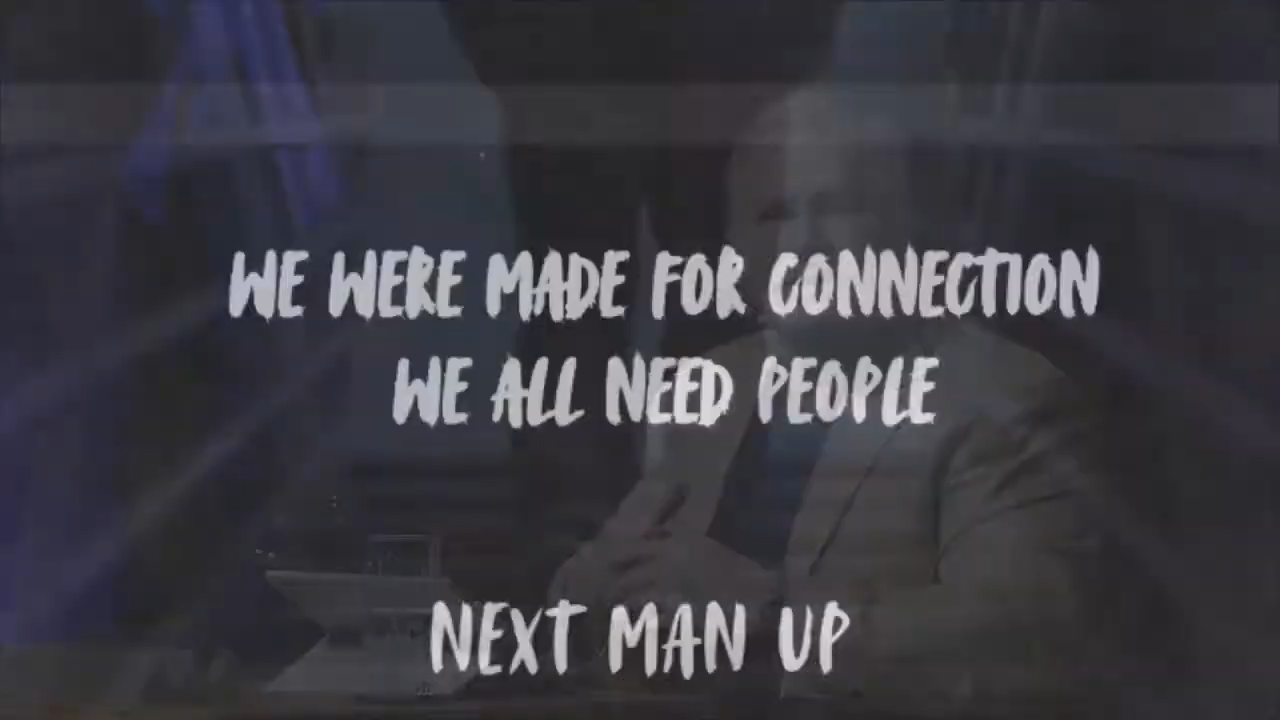 WE WERE MADE FOR CONNECTION
WE ALL NEED PEOPLE
NEXT MAN UP